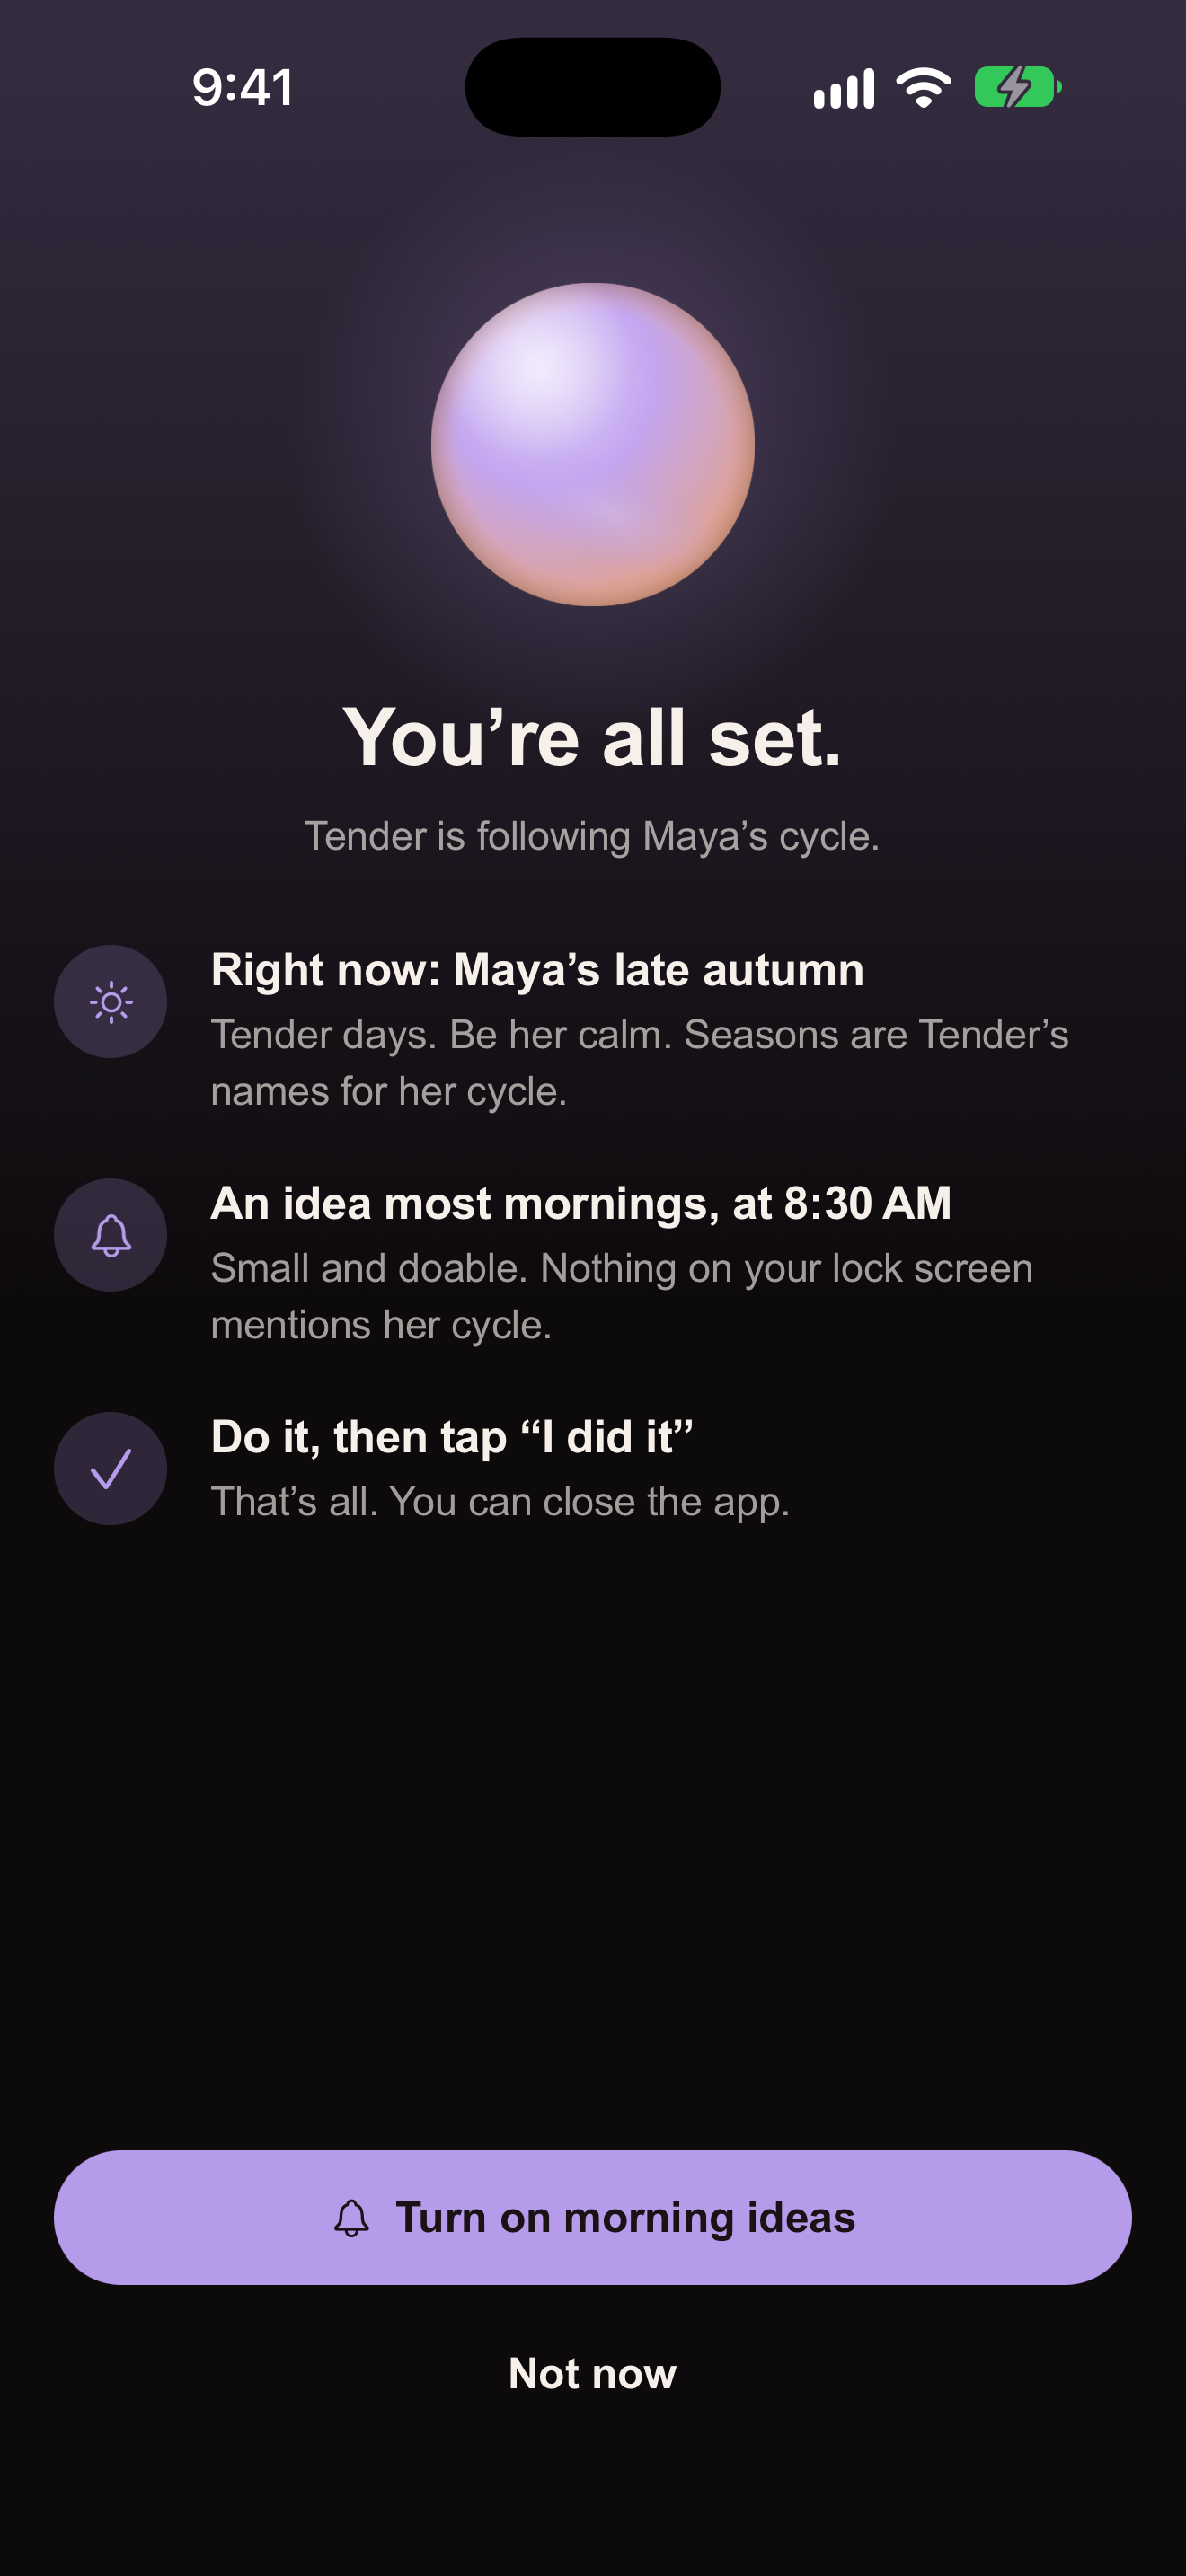 9:41
You’re all set.
Tender is following Maya’s cycle.
Right now: Maya’s late autumn
Tender days. Be her calm. Seasons are Tender’s
names for her cycle.
An idea most mornings, at 8:30 AM
Small and doable. Nothing on your lock screen
mentions her cycle.
Do it, then tap “I did it”
That’s all. You can close the app.
Turn on morning ideas
Not now